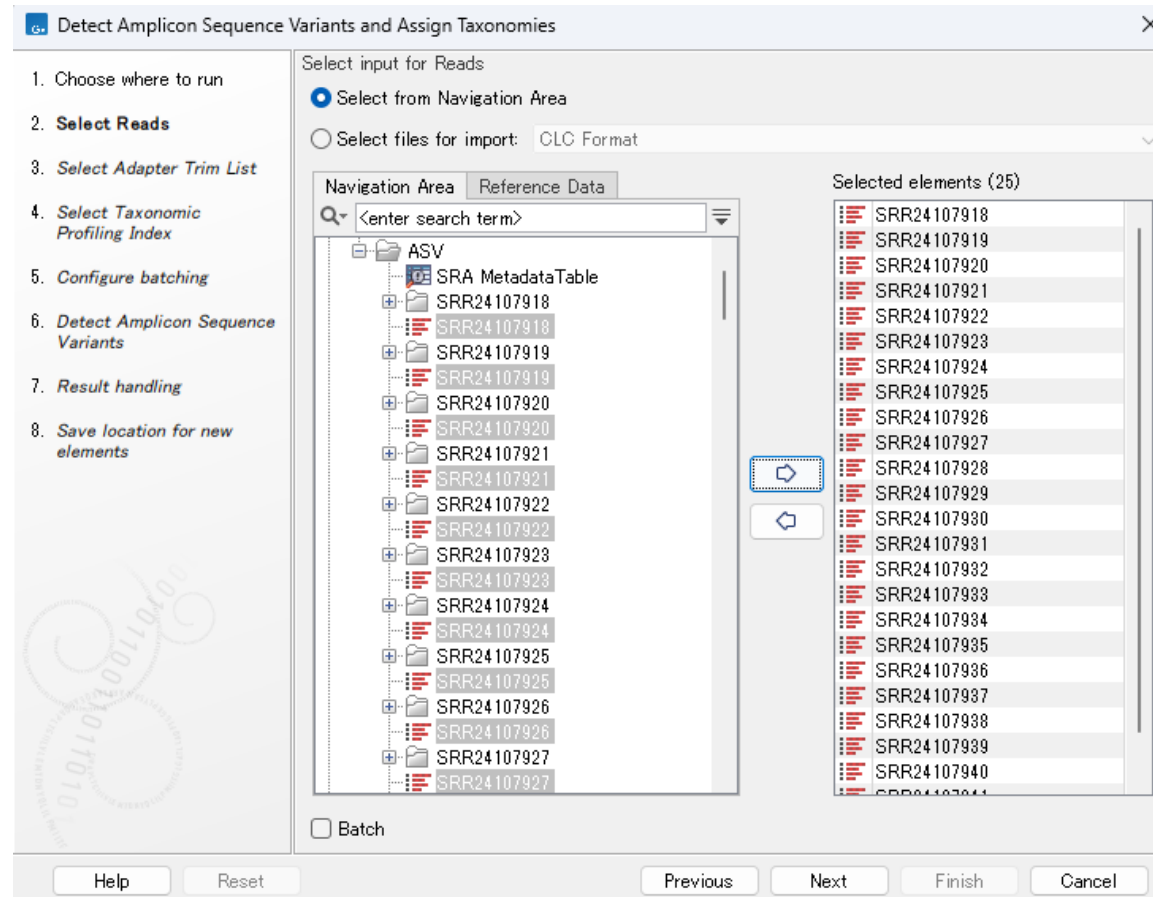 G.
Detect Amplicon Sequence Variants and Assign Taxonomies
1. Choose where to run
2. Select Reads
3. Select Adapter Trim List
4. Select Taxonomic
Profiling Index
5. Configure batching
6. Detect Amplicon Sequence
Variants
7. Result handling
8. Save location for new
elements
Select input for Reads
Select from Navigation Area
Select files for import: CLC Format
Navigation Area Reference Data
<enter search term>
ASV
SRA MetadataTable
SRR24107918
SRR24107918
SRR24107919
SRR24107919
SRR24107920
SRR24107920
SRR24107921
SRR24107921
SRR24107922
SRR24107922
SRR24107923
SRR24107923
SRR24107924
SRR24107924
SRR24107925
SRR24107925
SRR24107926
SRR24107926
SRR24107927
SRR24107927
Selected elements (25)
SRR24107918
SRR24107919
SRR24107920
SRR24107921
SRR24107922
SRR24107923
SRR24107924
SRR24107925
SRR24107926
SRR24107927
SRR24107928
SRR24107929
SRR24107930
SRR24107931
SRR24107932
SRR24107933
SRR24107934
SRR24107935
SRR24107936
SRR24107937
SRR24107938
SRR24107939
SRR24107940
Batch
Help Reset Previous Next Finish Cancel